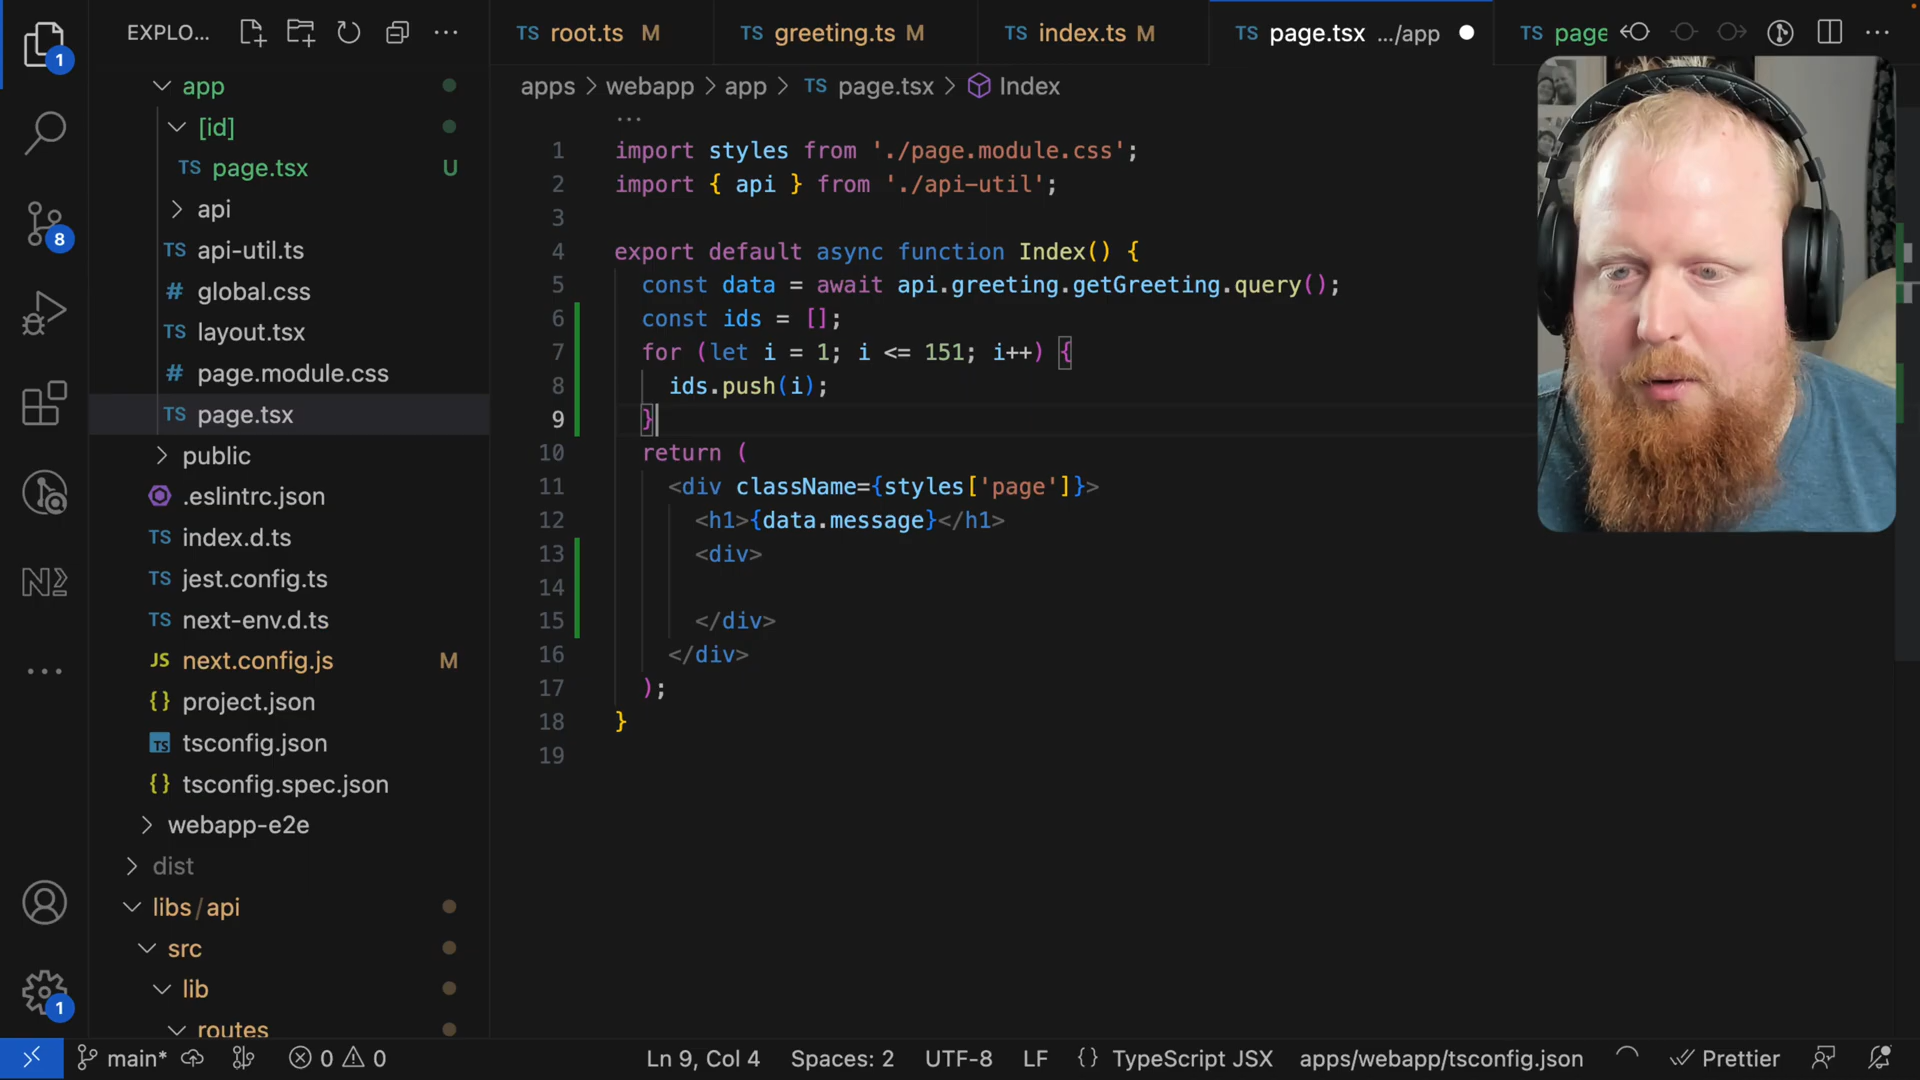 EXPLO...
root.ts M
greeting.ts M
index.ts M
page.tsx .../app
page
apps > webapp > app > TS page.tsx > Index
...
1 import styles from './page.module.css';
2 import { api } from './api-util';
3
4 export default async function Index() {
5 const data = await api.greeting.getGreeting.query();
6 const ids = [];
7 for (let i = 1; i <= 151; i++) {
8 ids.push(i);
9 }
10 return (
11 <div className={styles['page']}>
12 <h1>{data.message}</h1>
13 <div>
14
15 </div>
16 </div>
17 );
18 }
19
app
[id]
TS page.tsx U
api
TS api-util.ts
# global.css
TS layout.tsx
# page.module.css
TS page.tsx
public
.eslintrc.json
TS index.d.ts
TS jest.config.ts
TS next-env.d.ts
JS next.config.js M
{} project.json
TS tsconfig.json
{} tsconfig.spec.json
webapp-e2e
dist
libs/api
src
lib
routes
1
8
1
main* 0 0 Ln 9, Col 4 Spaces: 2 UTF-8 LF {} TypeScript JSX apps/webapp/tsconfig.json Prettier